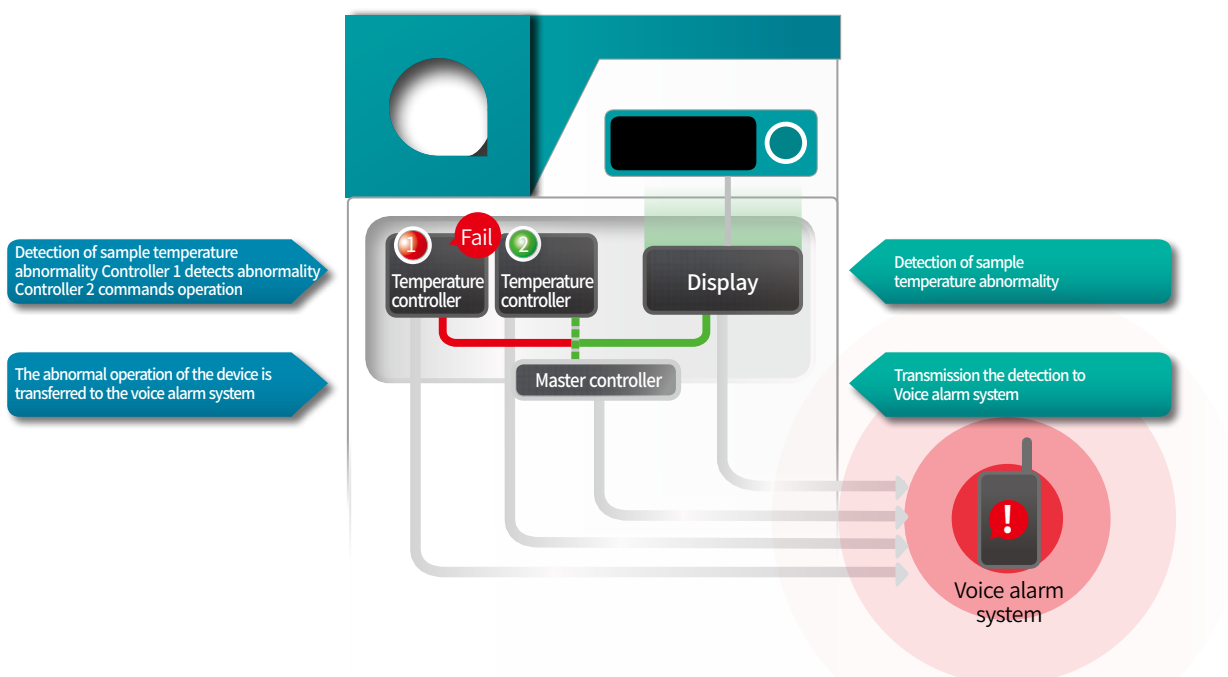 Detection of sample temperature
abnormality Controller 1 detects abnormality
Controller 2 commands operation
The abnormal operation of the device is
transferred to the voice alarm system
1
Fail
2
Temperature
controller
Temperature
controller
Display
Master controller
Detection of sample
temperature abnormality
Transmission the detection to
Voice alarm system
!
Voice alarm
system